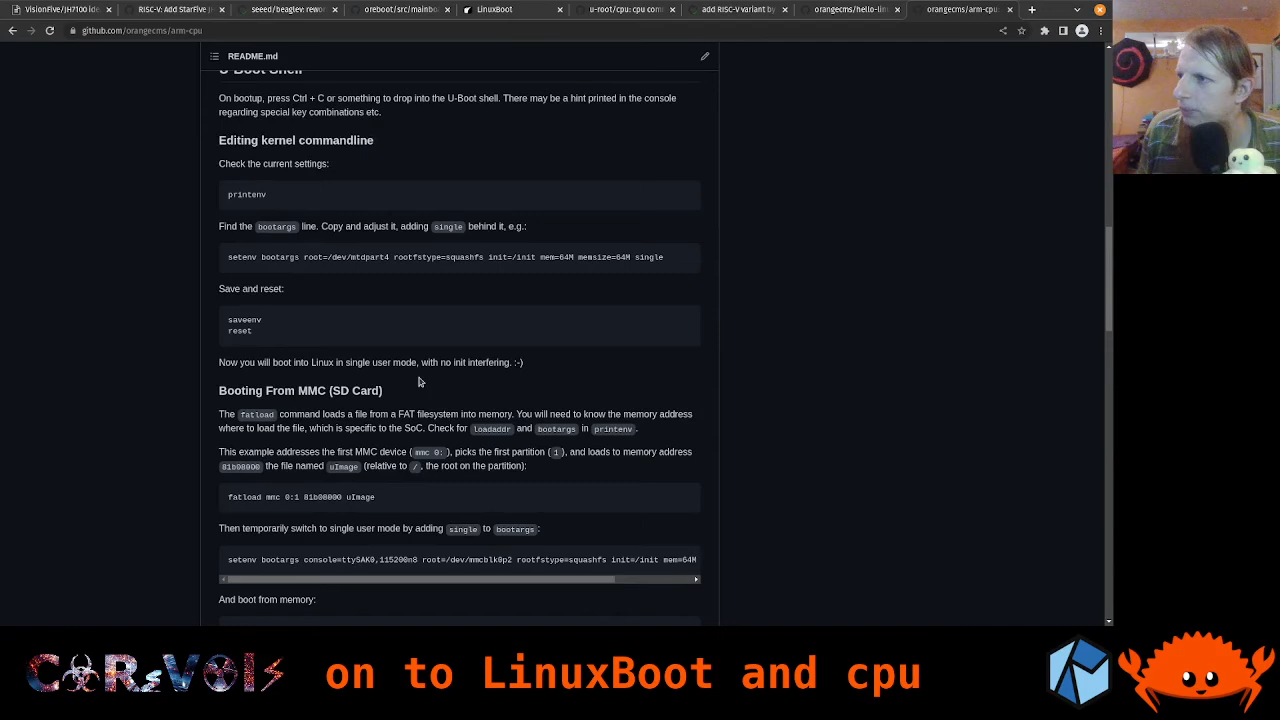 VisionFive/JH7100 ide
RISC-V: Add StarFive J
seeed/beaglev: rewor
oreboot/src/mainbo
LinuxBoot
u-root/cpu: cpu com
add RISC-V variant by
orangecms/hello-linu
orangecms/arm-cpu
github.com/orangecms/arm-cpu
README.md
U-Boot Shell
On bootup, press Ctrl + C or something to drop into the U-Boot shell. There may be a hint printed in the console
regarding special key combinations etc.
Editing kernel commandline
Check the current settings:
printenv
Find the bootargs line. Copy and adjust it, adding single behind it, e.g.:
setenv bootargs root=/dev/mtdpart4 rootfstype=squashfs init=/init mem=64M memsize=64M single
Save and reset:
saveenv
reset
Now you will boot into Linux in single user mode, with no init interfering. :-)
Booting From MMC (SD Card)
The fatload command loads a file from a FAT filesystem into memory. You will need to know the memory address
where to load the file, which is specific to the SoC. Check for loadaddr and bootargs in printenv.
This example addresses the first MMC device (mmc 0:), picks the first partition (1), and loads to memory address
81b08000 the file named uImage (relative to /, the root on the partition):
fatload mmc 0:1 81b08000 uImage
Then temporarily switch to single user mode by adding single to bootargs:
setenv bootargs console=ttySAK0,115200n8 root=/dev/mmcblk0p2 rootfstype=squashfs init=/init mem=64M
And boot from memory:
on to LinuxBoot and cpu